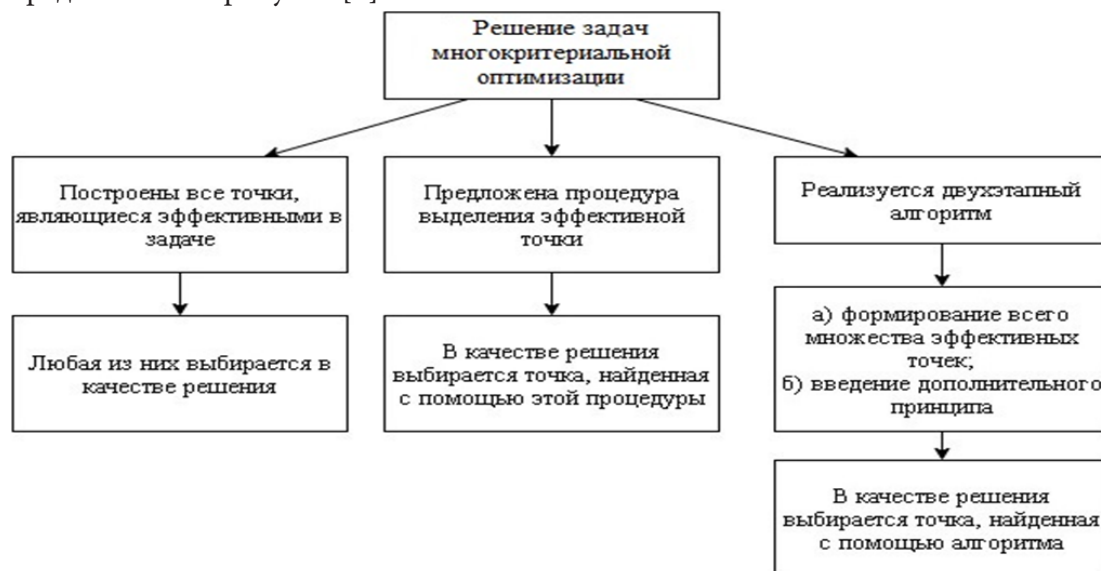 Решение задач
многокритериальной
оптимизации
Построены все точки,
являющиеся эффективными в
задаче
Предложена процедура
выделения эффективной
точки
Реализуется двухэтапный
алгоритм
Любая из них выбирается в
качестве решения
В качестве решения
выбирается точка, найденная
с помощью этой процедуры
а) формирование всего
множества эффективных
точек;
б) введение дополнительного
принципа
В качестве решения
выбирается точка, найденная
с помощью алгоритма